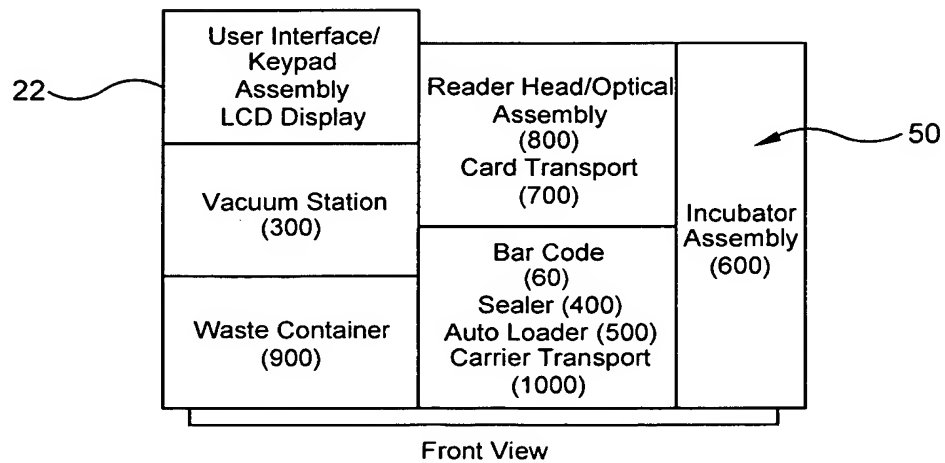 User Interface/
Keypad
Assembly
LCD Display
22
Reader Head/Optical
Assembly
(800)
Card Transport
(700)
50
Vacuum Station
(300)
Incubator
Assembly
(600)
Bar Code
(60)
Sealer (400)
Auto Loader (500)
Carrier Transport
(1000)
Waste Container
(900)
Front View